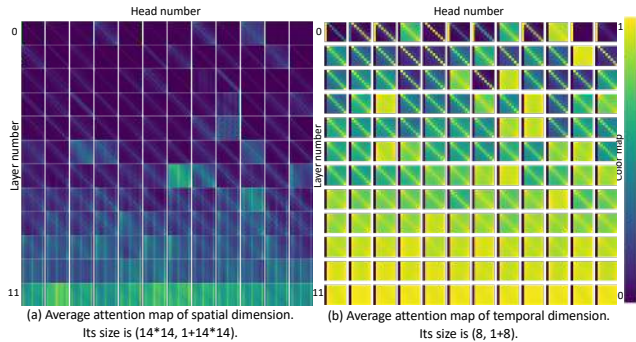 Head number
Head number
0
0
1
Layer number
Layer number
Color map
11
11
0
(a) Average attention map of spatial dimension.
Its size is (14*14, 1+14*14).
(b) Average attention map of temporal dimension.
Its size is (8, 1+8).